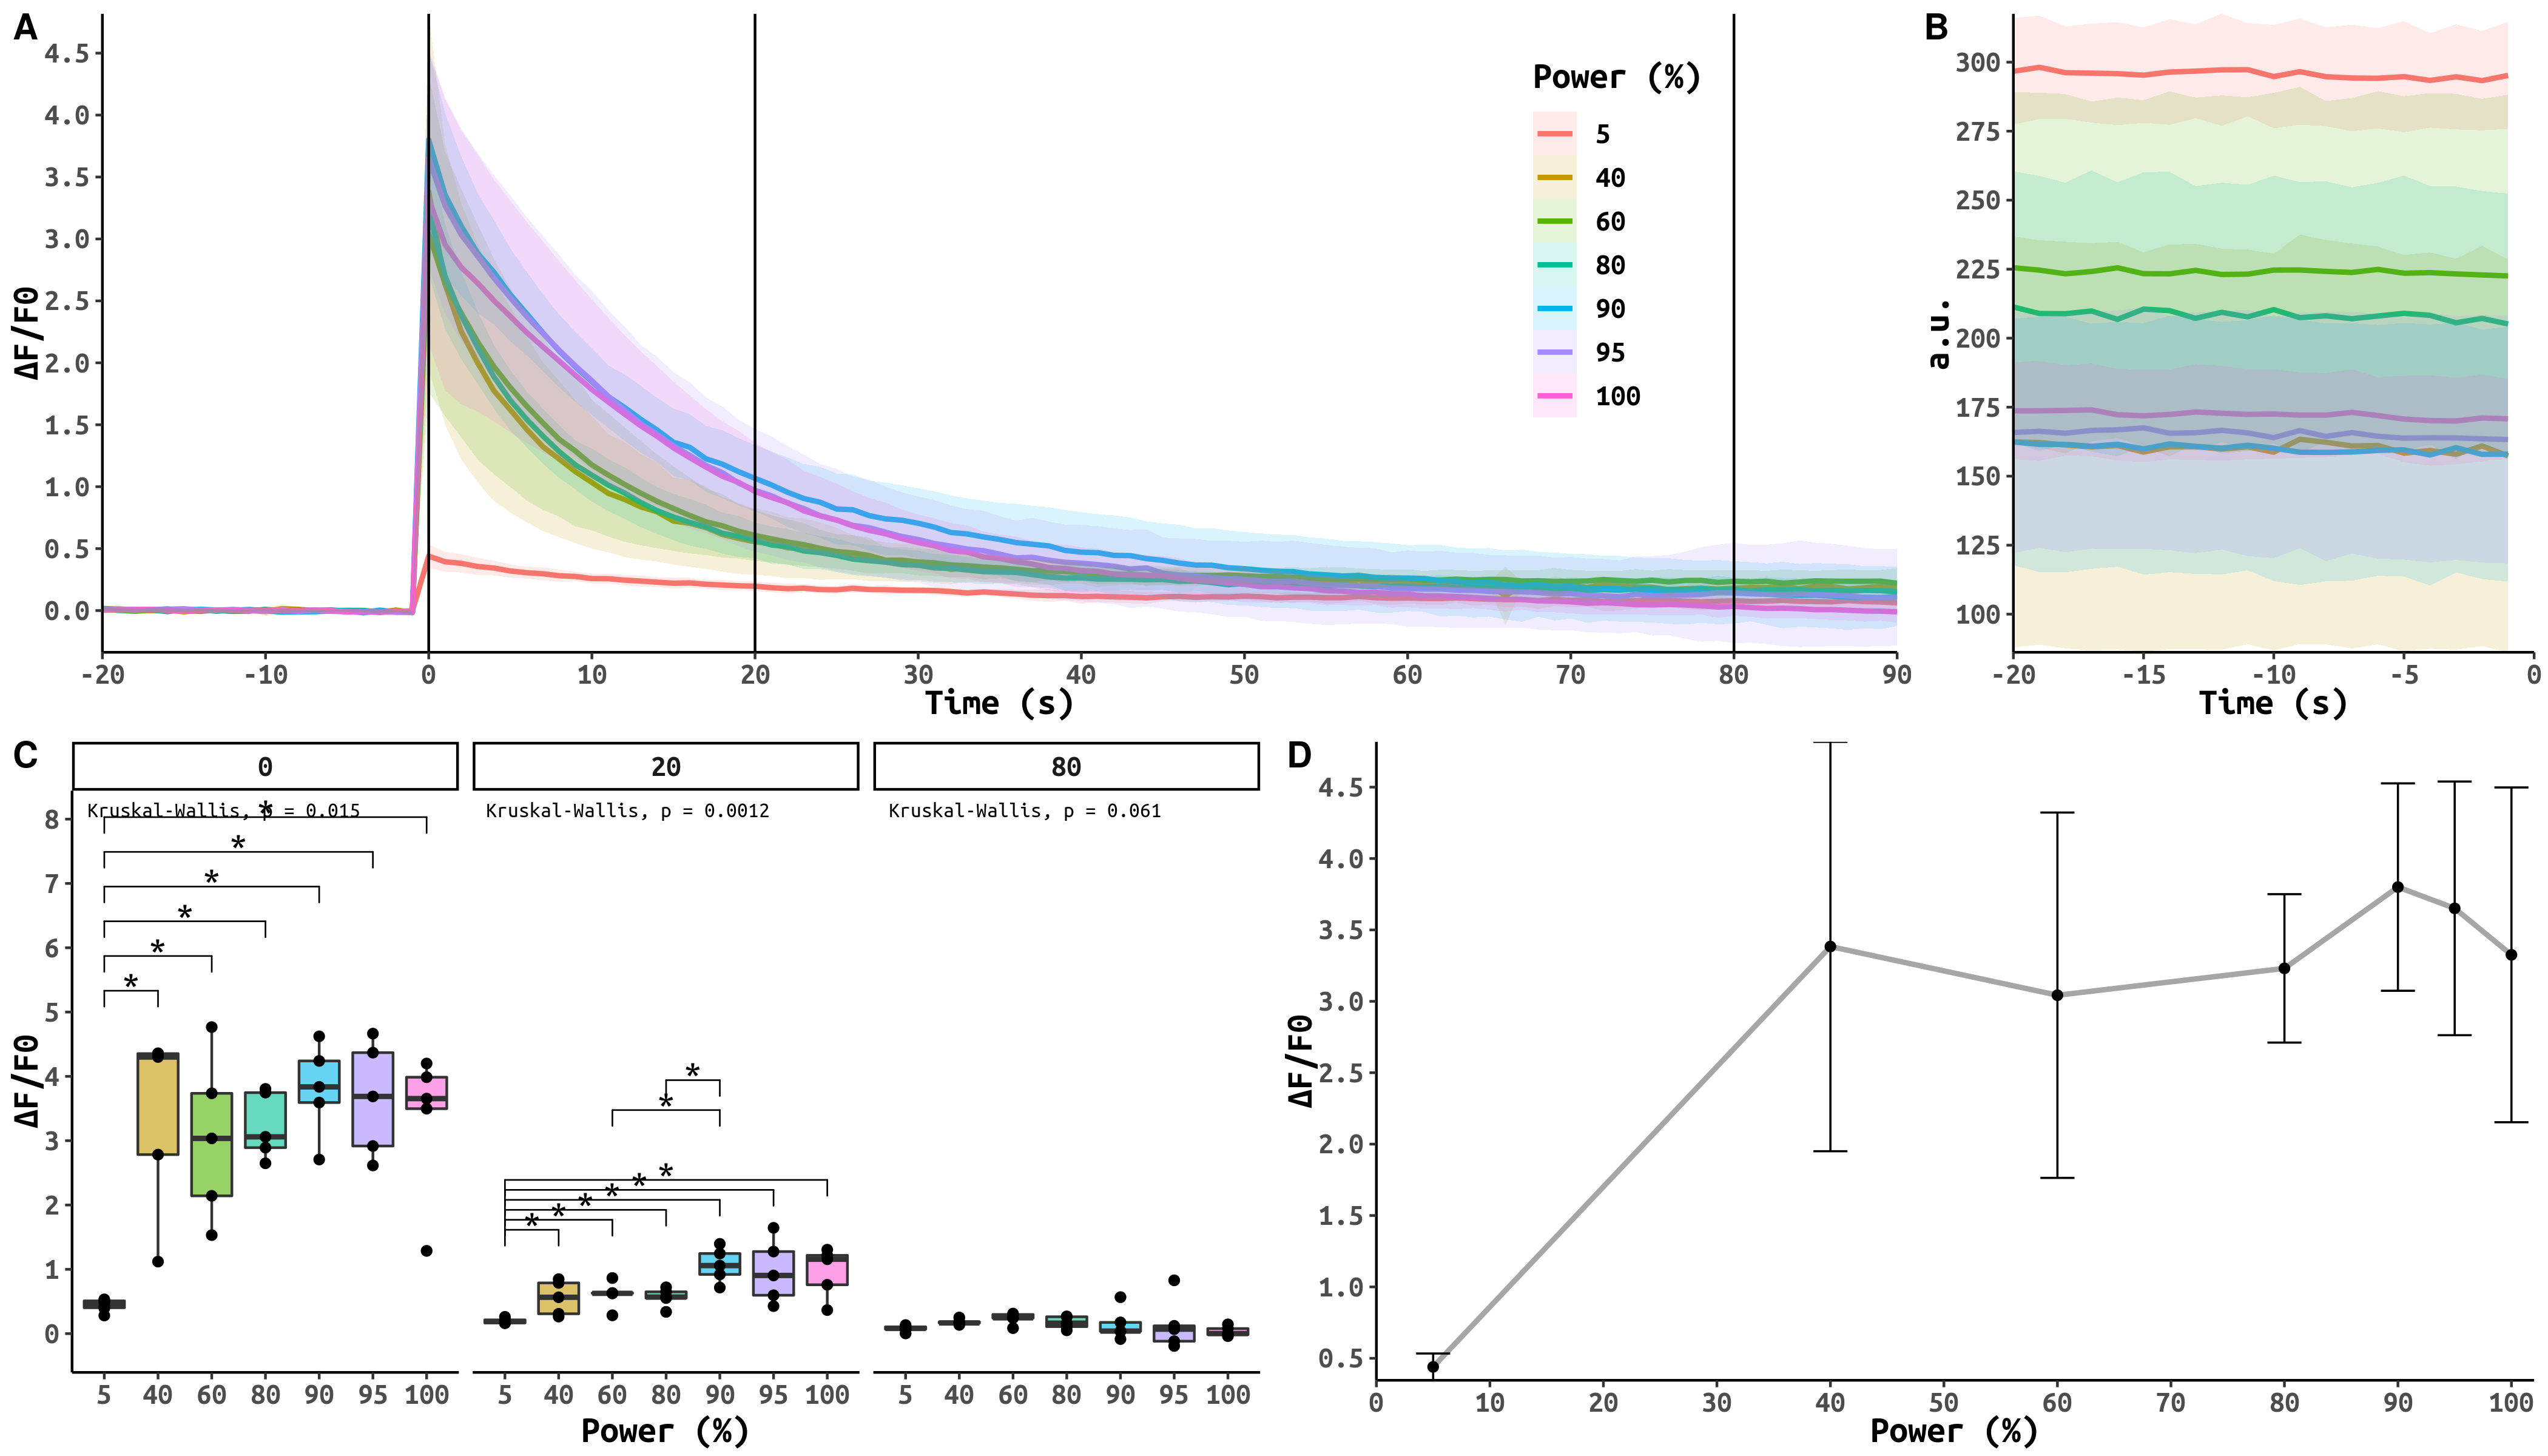 A
ΔF/F0
4.5
4.0
3.5
3.0
2.5
2.0
1.5
1.0
0.5
0.0
-20 -10 0 10 20 30 40 50 60 70 80 90
Time (s)
Power (%)
5
40
60
80
90
95
100
B
a.u.
300
275
250
225
200
175
150
125
100
-20 -15 -10 -5 0
Time (s)
C
0 20 80
Kruskal-Wallis, p = 0.015
Kruskal-Wallis, p = 0.0012
Kruskal-Wallis, p = 0.061
*
*
*
*
*
*
*
*
*
*
*
*
*
*
ΔF/F0
8
7
6
5
4
3
2
1
0
5 40 60 80 90 95 100
5 40 60 80 90 95 100
5 40 60 80 90 95 100
Power (%)
D
ΔF/F0
4.5
4.0
3.5
3.0
2.5
2.0
1.5
1.0
0.5
0 10 20 30 40 50 60 70 80 90 100
Power (%)